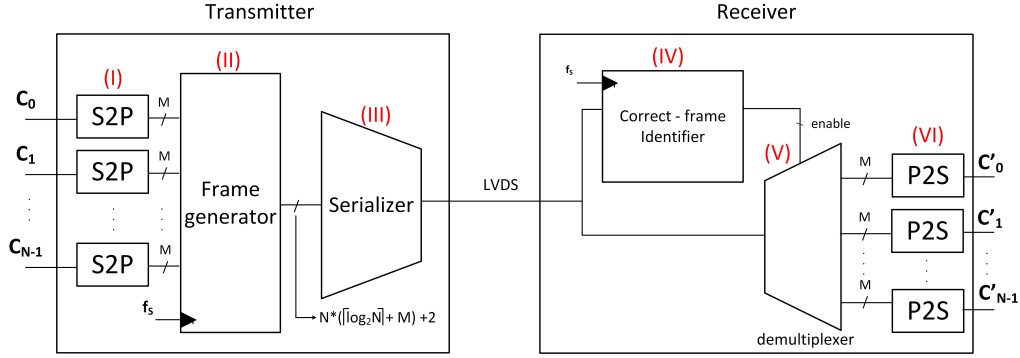 Transmitter
Receiver
(I)
(II)
(III)
(IV)
(V)
(VI)
C0
C1
CN-1
S2P
S2P
S2P
M
M
M
Frame
generator
fs
Serializer
N*(⌈log2N⌉+ M) +2
LVDS
fs
Correct - frame
Identifier
enable
demultiplexer
M
M
M
P2S
P2S
P2S
C'0
C'1
C'N-1